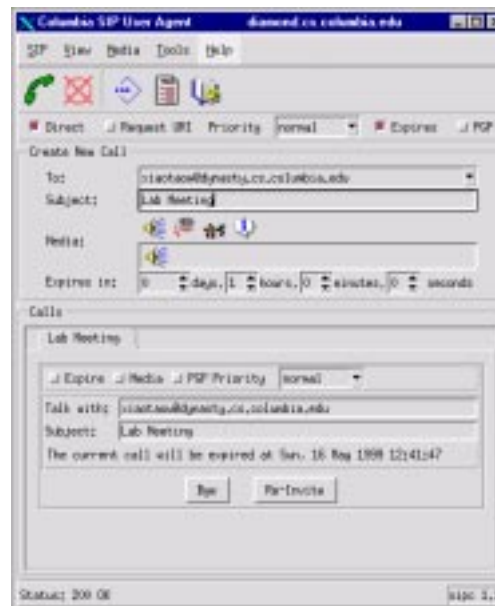 Columbia SIP User Agent diamond.cs.columbia.edu
SIP View Media Tools Help
Direct Request URI Priority normal Expires PGP
Create New Call
To: xiaotaow@dynasty.cs.columbia.edu
Subject: Lab Meeting
Media:
Expires in: 0 days, 1 hours, 0 minutes, 0 seconds
Calls
Lab Meeting
Expire Media PGP Priority normal
Talk with: xiaotaow@dynasty.cs.columbia.edu
Subject: Lab Meeting
The current call will be expired at Sun, 16 May 1999 12:41:47
Bye Re-Invite
Status: 200 OK sipc 1.